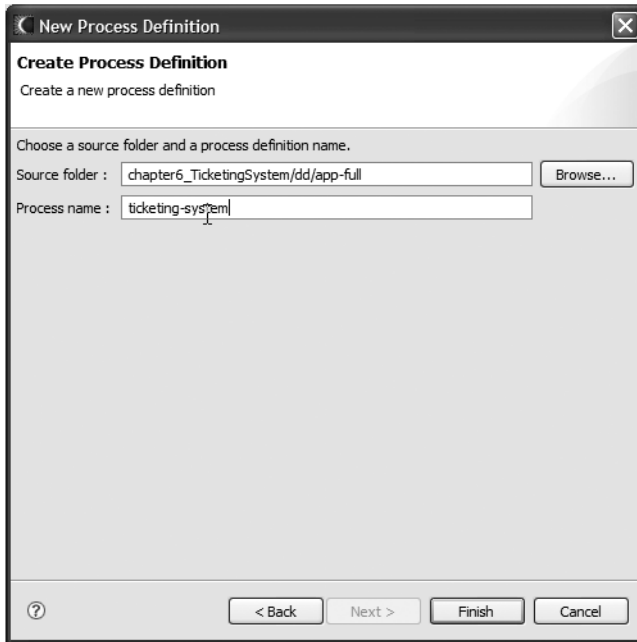 New Process Definition
Create Process Definition
Create a new process definition
Choose a source folder and a process definition name.
Source folder : chapter6_TicketingSystem/dd/app-full Browse...
Process name : ticketing-system
? < Back Next > Finish Cancel